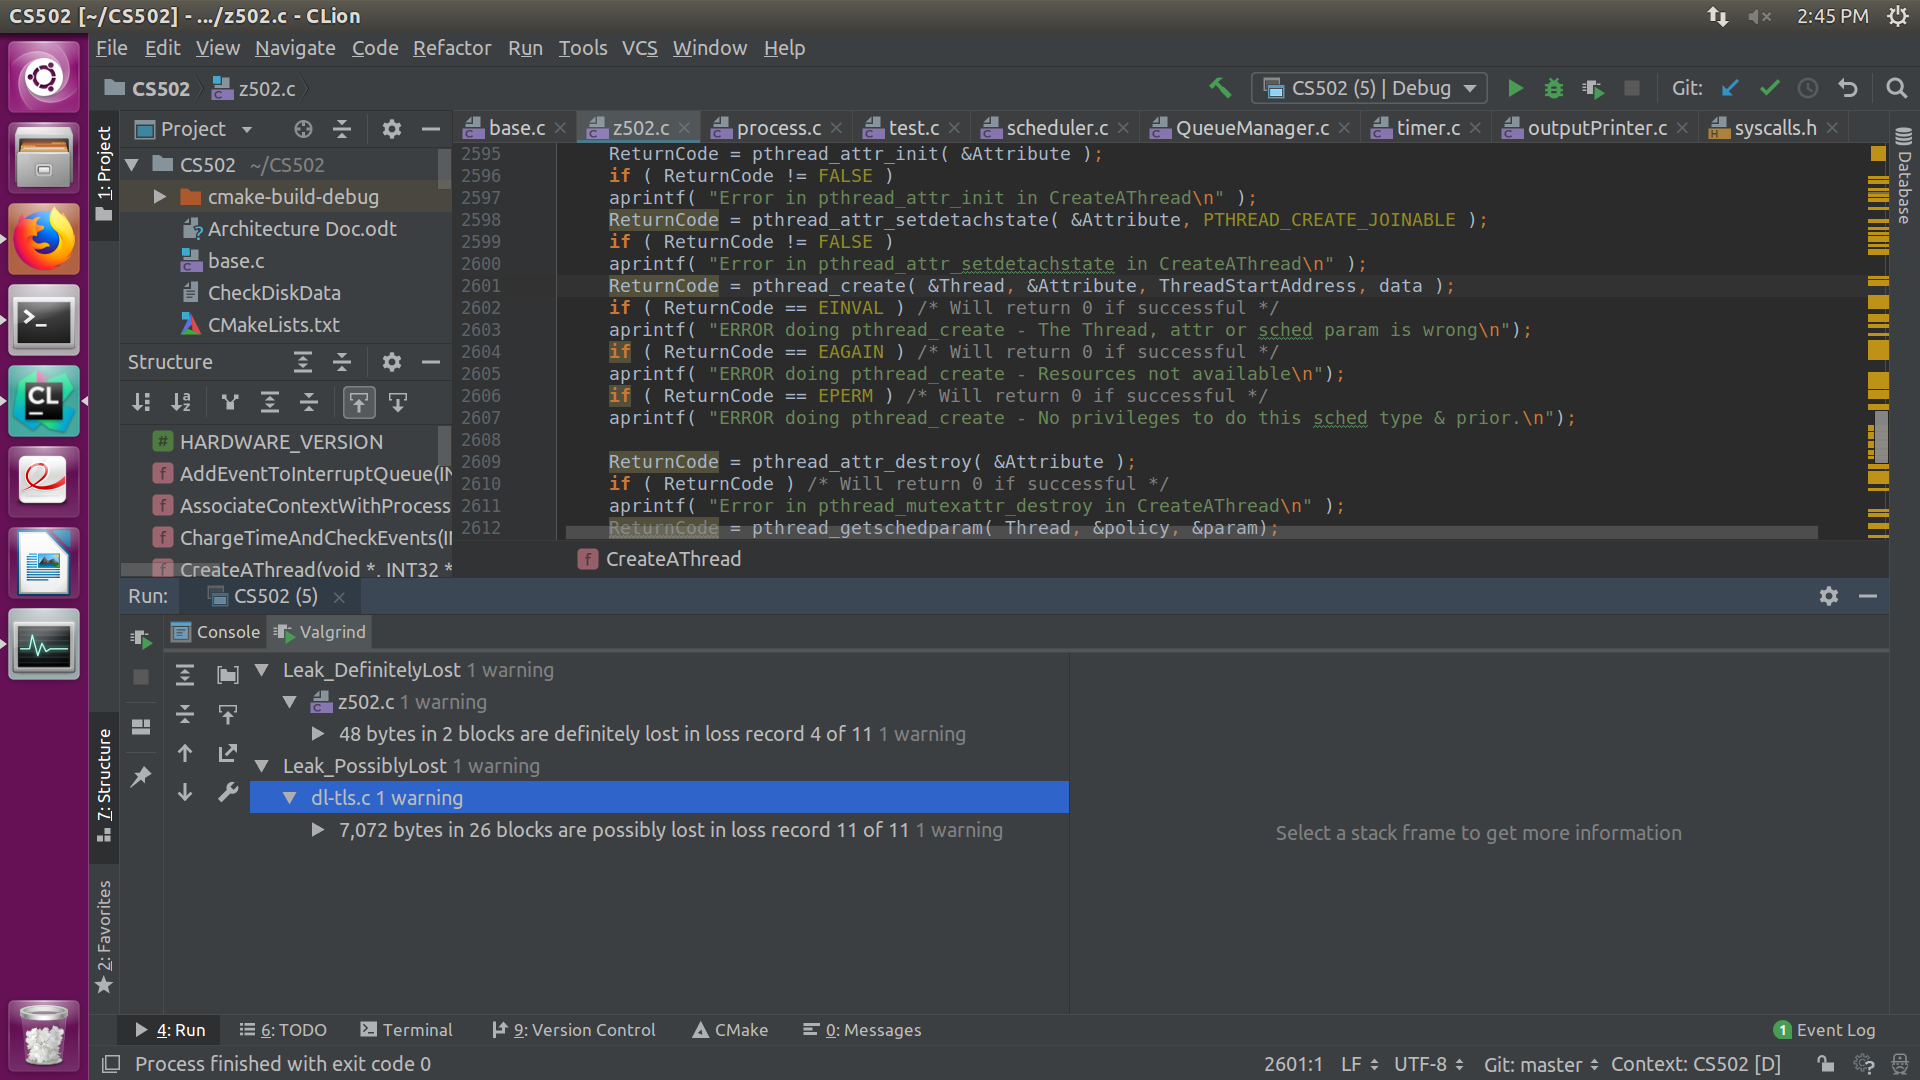 CS502 [~/CS502] - .../z502.c - CLion
2:45 PM
File Edit View Navigate Code Refactor Run Tools VCS Window Help
CS502 z502.c
CS502 (5) | Debug
Git:
1: Project
Project
base.c z502.c process.c test.c scheduler.c QueueManager.c timer.c outputPrinter.c syscalls.h
Database
CS502 ~/CS502
cmake-build-debug
Architecture Doc.odt
base.c
CheckDiskData
CMakeLists.txt
Structure
HARDWARE_VERSION
AddEventToInterruptQueue(IN
AssociateContextWithProcess
ChargeTimeAndCheckEvents(I
CreateAThread(void *, INT32 *
2595 ReturnCode = pthread_attr_init( &Attribute );
2596 if ( ReturnCode != FALSE )
2597 aprintf( "Error in pthread_attr_init in CreateAThread\n" );
2598 ReturnCode = pthread_attr_setdetachstate( &Attribute, PTHREAD_CREATE_JOINABLE );
2599 if ( ReturnCode != FALSE )
2600 aprintf( "Error in pthread_attr_setdetachstate in CreateAThread\n" );
2601 ReturnCode = pthread_create( &Thread, &Attribute, ThreadStartAddress, data );
2602 if ( ReturnCode == EINVAL ) /* Will return 0 if successful */
2603 aprintf( "ERROR doing pthread_create - The Thread, attr or sched param is wrong\n");
2604 if ( ReturnCode == EAGAIN ) /* Will return 0 if successful */
2605 aprintf( "ERROR doing pthread_create - Resources not available\n");
2606 if ( ReturnCode == EPERM ) /* Will return 0 if successful */
2607 aprintf( "ERROR doing pthread_create - No privileges to do this sched type & prior.\n");
2608
2609 ReturnCode = pthread_attr_destroy( &Attribute );
2610 if ( ReturnCode ) /* Will return 0 if successful */
2611 aprintf( "Error in pthread_mutexattr_destroy in CreateAThread\n" );
2612 ReturnCode = pthread_getschedparam( Thread, &policy, &param);
CreateAThread
Run: CS502 (5)
Console Valgrind
Leak_DefinitelyLost 1 warning
z502.c 1 warning
48 bytes in 2 blocks are definitely lost in loss record 4 of 11 1 warning
Leak_PossiblyLost 1 warning
dl-tls.c 1 warning
7,072 bytes in 26 blocks are possibly lost in loss record 11 of 11 1 warning
Select a stack frame to get more information
7: Structure
2: Favorites
4: Run 6: TODO Terminal 9: Version Control CMake 0: Messages
1 Event Log
Process finished with exit code 0
2601:1 LF UTF-8 Git: master Context: CS502 [D]